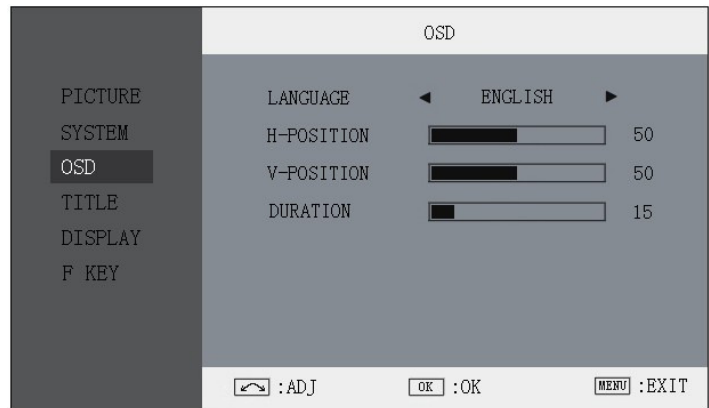 OSD
PICTURE
SYSTEM
OSD
TITLE
DISPLAY
F KEY
LANGUAGE ◀ ENGLISH ▶
H-POSITION 50
V-POSITION 50
DURATION 15
:ADJ OK :OK MENU :EXIT